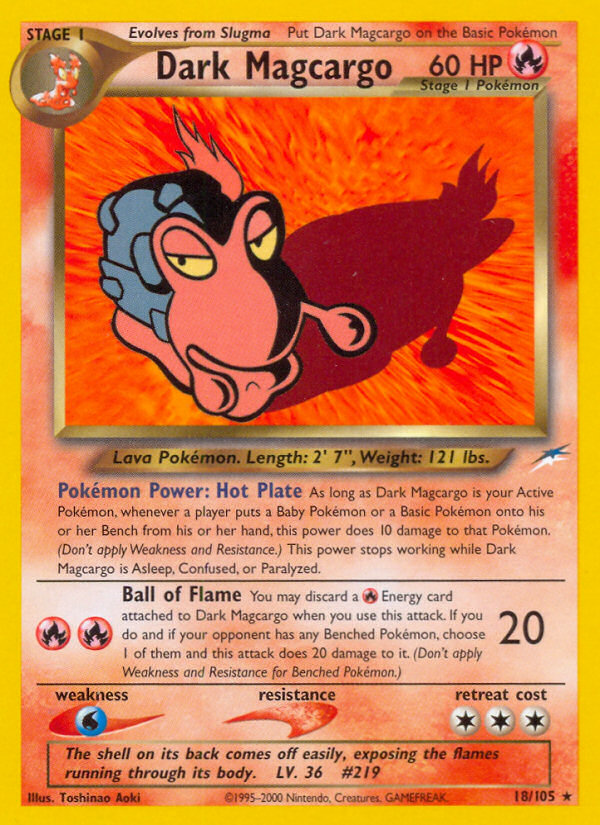 STAGE 1 Evolves from Slugma Put Dark Magcargo on the Basic Pokémon
Dark Magcargo 60 HP
Stage 1 Pokémon
Lava Pokémon. Length: 2' 7", Weight: 121 lbs.
Pokémon Power: Hot Plate As long as Dark Magcargo is your Active
Pokémon, whenever a player puts a Baby Pokémon or a Basic Pokémon onto his
or her Bench from his or her hand, this power does 10 damage to that Pokémon.
(Don't apply Weakness and Resistance.) This power stops working while Dark
Magcargo is Asleep, Confused, or Paralyzed.
Ball of Flame You may discard a Energy card
attached to Dark Magcargo when you use this attack. If you
do and if your opponent has any Benched Pokémon, choose
1 of them and this attack does 20 damage to it. (Don't apply
Weakness and Resistance for Benched Pokémon.)
20
weakness resistance retreat cost
The shell on its back comes off easily, exposing the flames
running through its body. LV. 36 #219
Illus. Toshinao Aoki ©1995-2000 Nintendo, Creatures, GAMEFREAK. 18/105 ★